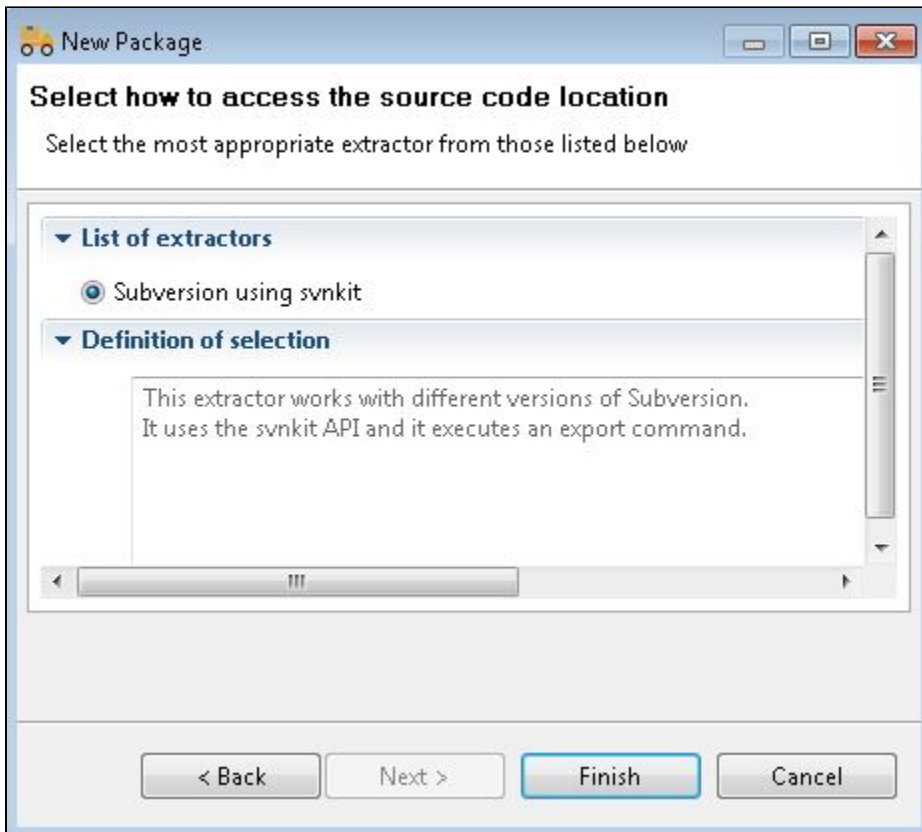 New Package
Select how to access the source code location
Select the most appropriate extractor from those listed below
List of extractors
Subversion using svnkit
Definition of selection
This extractor works with different versions of Subversion.
It uses the svnkit API and it executes an export command.
< Back
Next >
Finish
Cancel